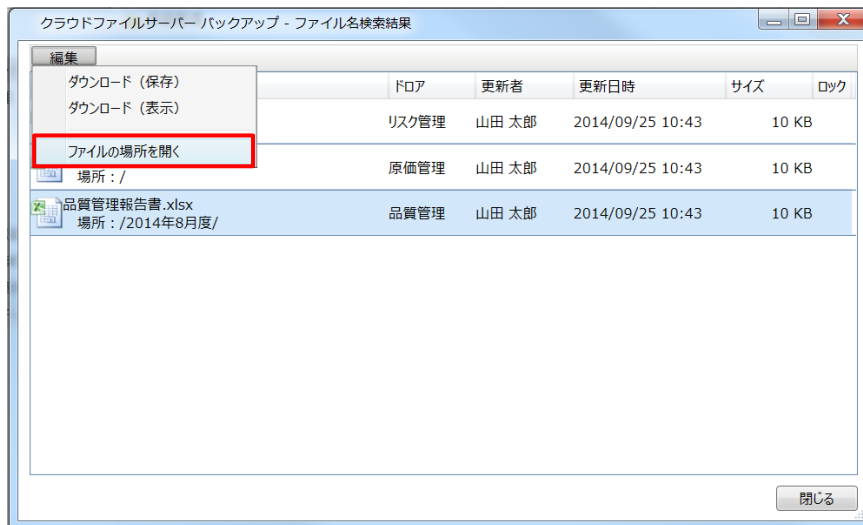 クラウドファイルサーバー バックアップ - ファイル名検索結果
編集
ダウンロード（保存）
ダウンロード（表示）
ファイルの場所を開く
ドロア 更新者 更新日時 サイズ ロック
リスク管理 山田 太郎 2014/09/25 10:43 10 KB
原価管理 山田 太郎 2014/09/25 10:43 10 KB
場所：/
品質管理報告書.xlsx 品質管理 山田 太郎 2014/09/25 10:43 10 KB
場所：/2014年8月度/
閉じる